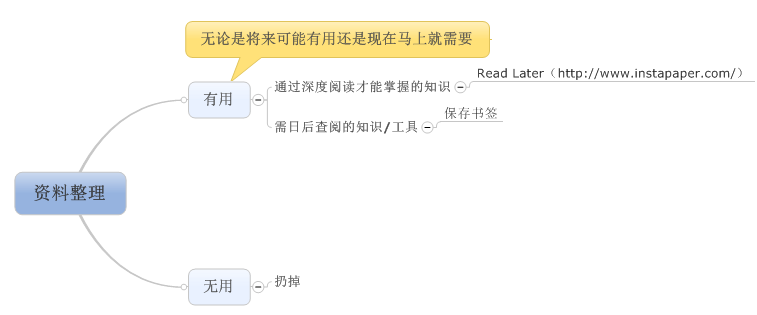 无论是将来可能有用还是现在马上就需要
Read Later（http://www.instapaper.com/）
通过深度阅读才能掌握的知识
有用
保存书签
需日后查阅的知识/工具
资料整理
扔掉
无用